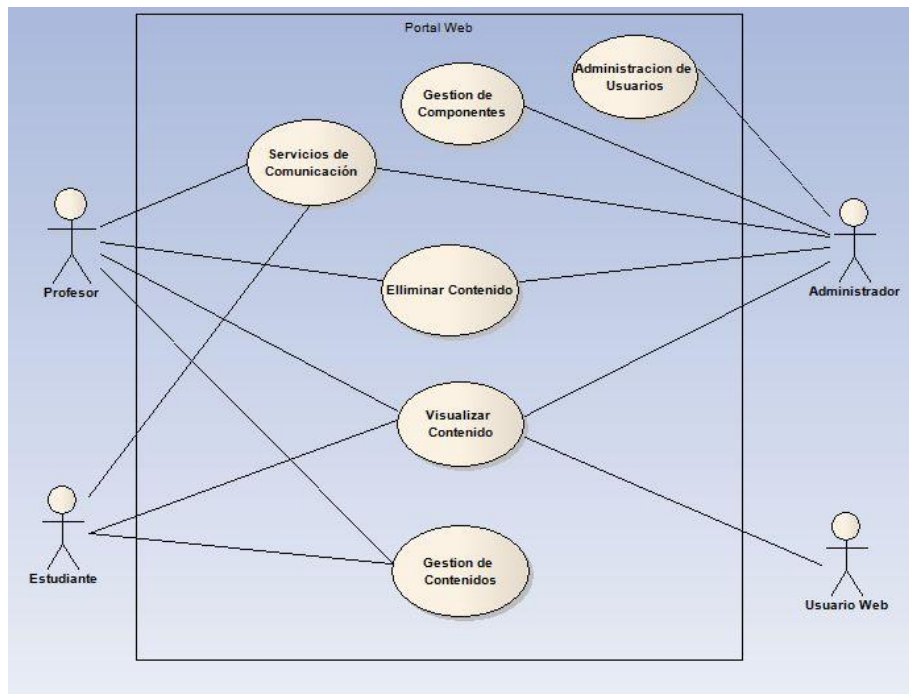 Portal Web
Administracion de
Usuarios
Gestion de
Componentes
Servicios de
Comunicación
Profesor
Administrador
Elliminar Contenido
Visualizar
Contenido
Estudiante
Gestion de
Contenidos
Usuario Web